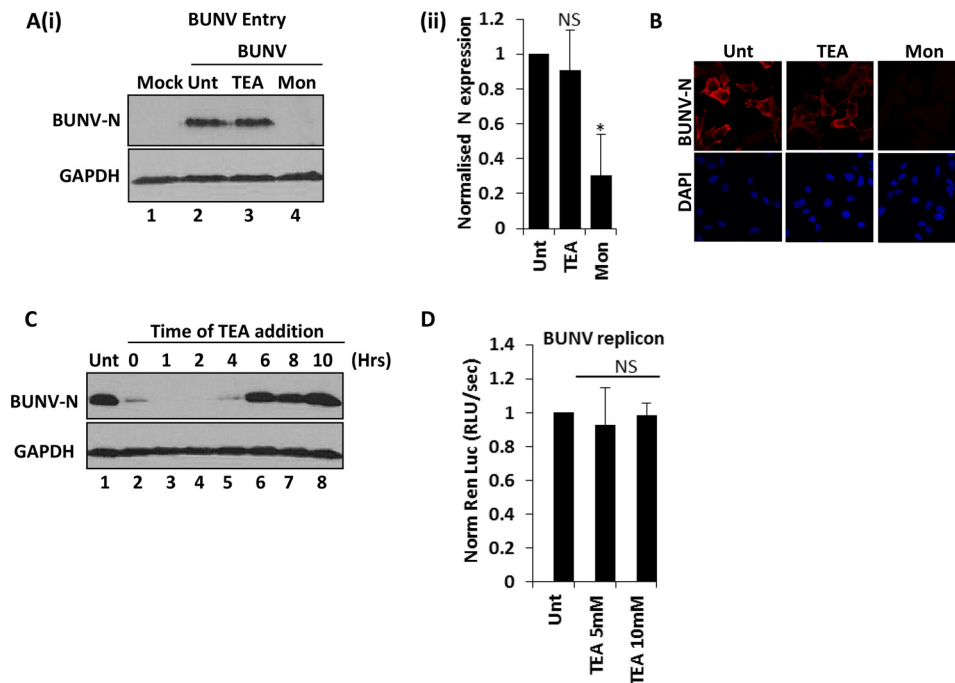 A(i)
BUNV Entry
BUNV
Mock Unt TEA Mon
BUNV-N
GAPDH
1 2 3 4
(ii)
NS
*
Normalised N expression
1.2
1
0.8
0.6
0.4
0.2
0
Unt
TEA
Mon
B
Unt TEA Mon
BUNV-N
DAPI
C
Time of TEA addition
Unt 0 1 2 4 6 8 10 (Hrs)
BUNV-N
GAPDH
1 2 3 4 5 6 7 8
D
BUNV replicon
NS
Norm Ren Luc (RLU/sec)
1.4
1.2
1
0.8
0.6
0.4
0.2
0
Unt
TEA 5mM
TEA 10mM